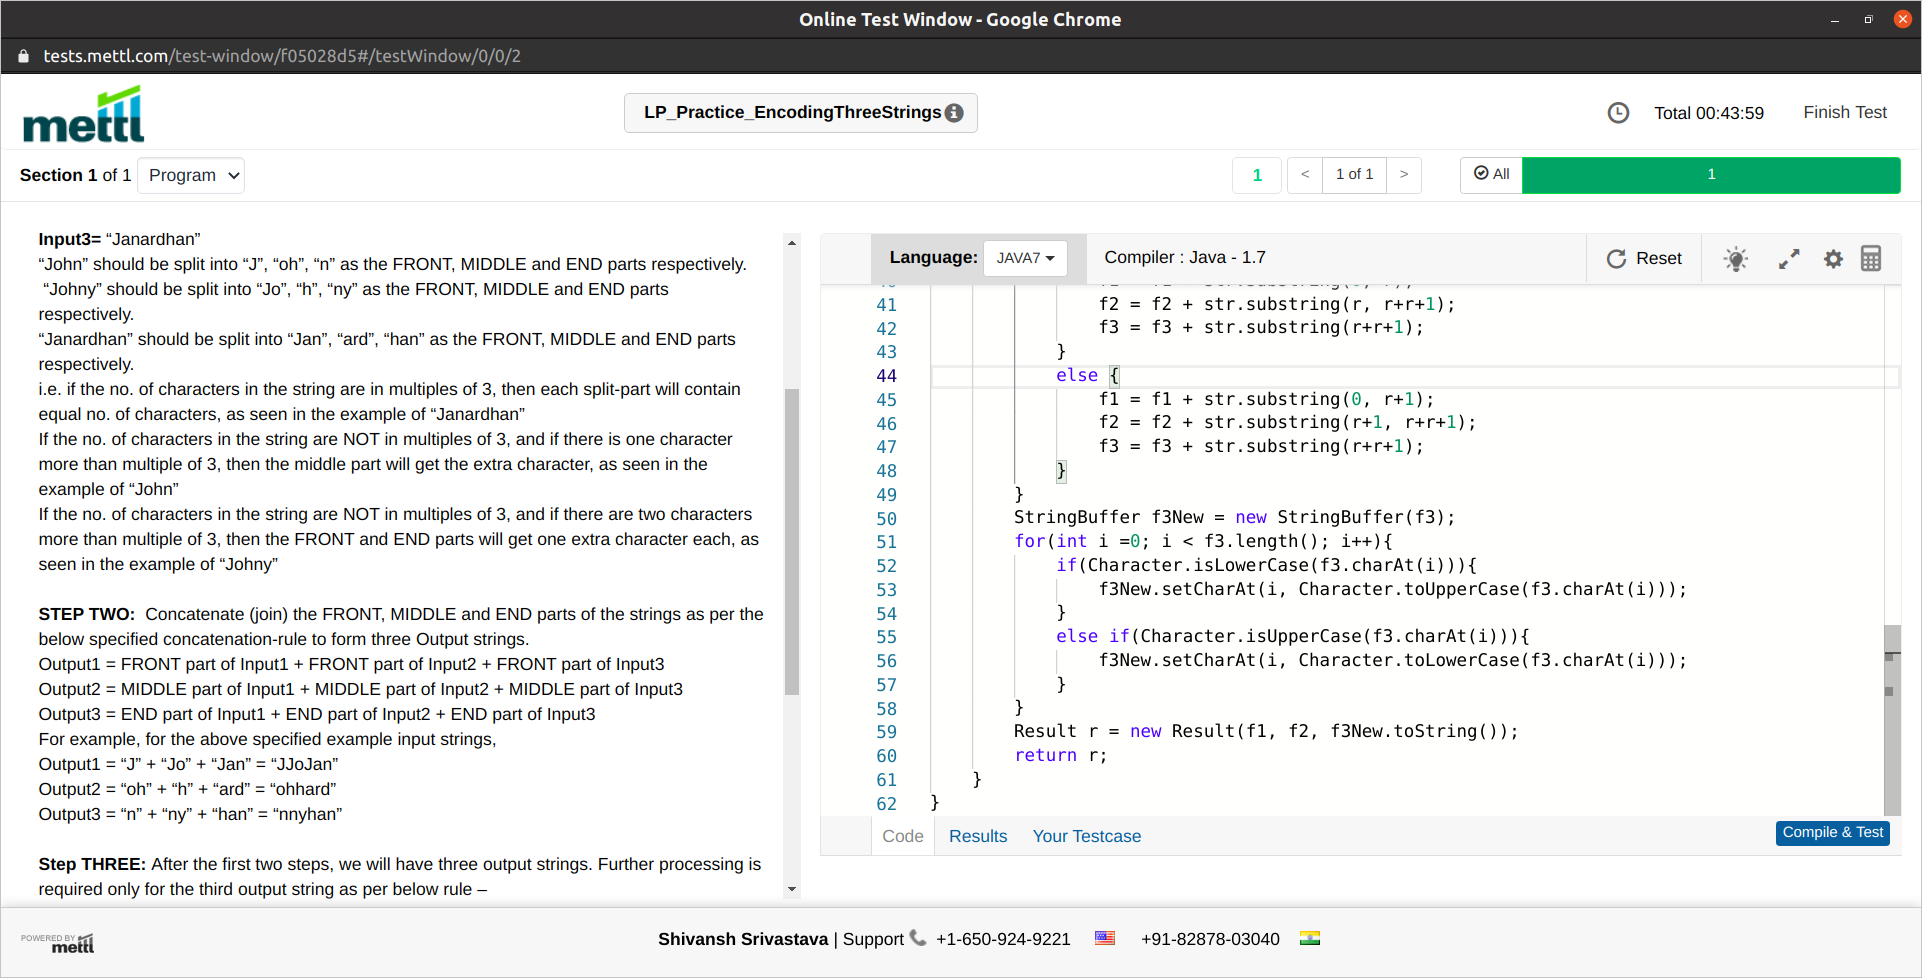 Online Test Window - Google Chrome
tests.mettl.com/test-window/f05028d5#/testWindow/0/0/2
mettl
LP_Practice_EncodingThreeStrings
Total 00:43:59
Finish Test
Section 1 of 1 Program
1
< 1 of 1 >
All 1
Input3= “Janardhan”
“John” should be split into “J”, “oh”, “n” as the FRONT, MIDDLE and END parts respectively.
“Johny” should be split into “Jo”, “h”, “ny” as the FRONT, MIDDLE and END parts
respectively.
“Janardhan” should be split into “Jan”, “ard”, “han” as the FRONT, MIDDLE and END parts
respectively.
i.e. if the no. of characters in the string are in multiples of 3, then each split-part will contain
equal no. of characters, as seen in the example of “Janardhan”
If the no. of characters in the string are NOT in multiples of 3, and if there is one character
more than multiple of 3, then the middle part will get the extra character, as seen in the
example of “John”
If the no. of characters in the string are NOT in multiples of 3, and if there are two characters
more than multiple of 3, then the FRONT and END parts will get one extra character each, as
seen in the example of “Johny”
STEP TWO: Concatenate (join) the FRONT, MIDDLE and END parts of the strings as per the
below specified concatenation-rule to form three Output strings.
Output1 = FRONT part of Input1 + FRONT part of Input2 + FRONT part of Input3
Output2 = MIDDLE part of Input1 + MIDDLE part of Input2 + MIDDLE part of Input3
Output3 = END part of Input1 + END part of Input2 + END part of Input3
For example, for the above specified example input strings,
Output1 = “J” + “Jo” + “Jan” = “JJoJan”
Output2 = “oh” + “h” + “ard” = “ohhard”
Output3 = “n” + “ny” + “han” = “nnyhan”
Step THREE: After the first two steps, we will have three output strings. Further processing is
required only for the third output string as per below rule –
Language: JAVA7 Compiler : Java - 1.7 Reset
41 f2 = f2 + str.substring(r, r+r+1);
42 f3 = f3 + str.substring(r+r+1);
43 }
44 else {
45 f1 = f1 + str.substring(0, r+1);
46 f2 = f2 + str.substring(r+1, r+r+1);
47 f3 = f3 + str.substring(r+r+1);
48 }
49 }
50 StringBuffer f3New = new StringBuffer(f3);
51 for(int i =0; i < f3.length(); i++){
52 if(Character.isLowerCase(f3.charAt(i))){
53 f3New.setCharAt(i, Character.toUpperCase(f3.charAt(i)));
54 }
55 else if(Character.isUpperCase(f3.charAt(i))){
56 f3New.setCharAt(i, Character.toLowerCase(f3.charAt(i)));
57 }
58 }
59 Result r = new Result(f1, f2, f3New.toString());
60 return r;
61 }
62 }
Code Results Your Testcase Compile & Test
POWERED BY
mettl
Shivansh Srivastava | Support +1-650-924-9221 +91-82878-03040